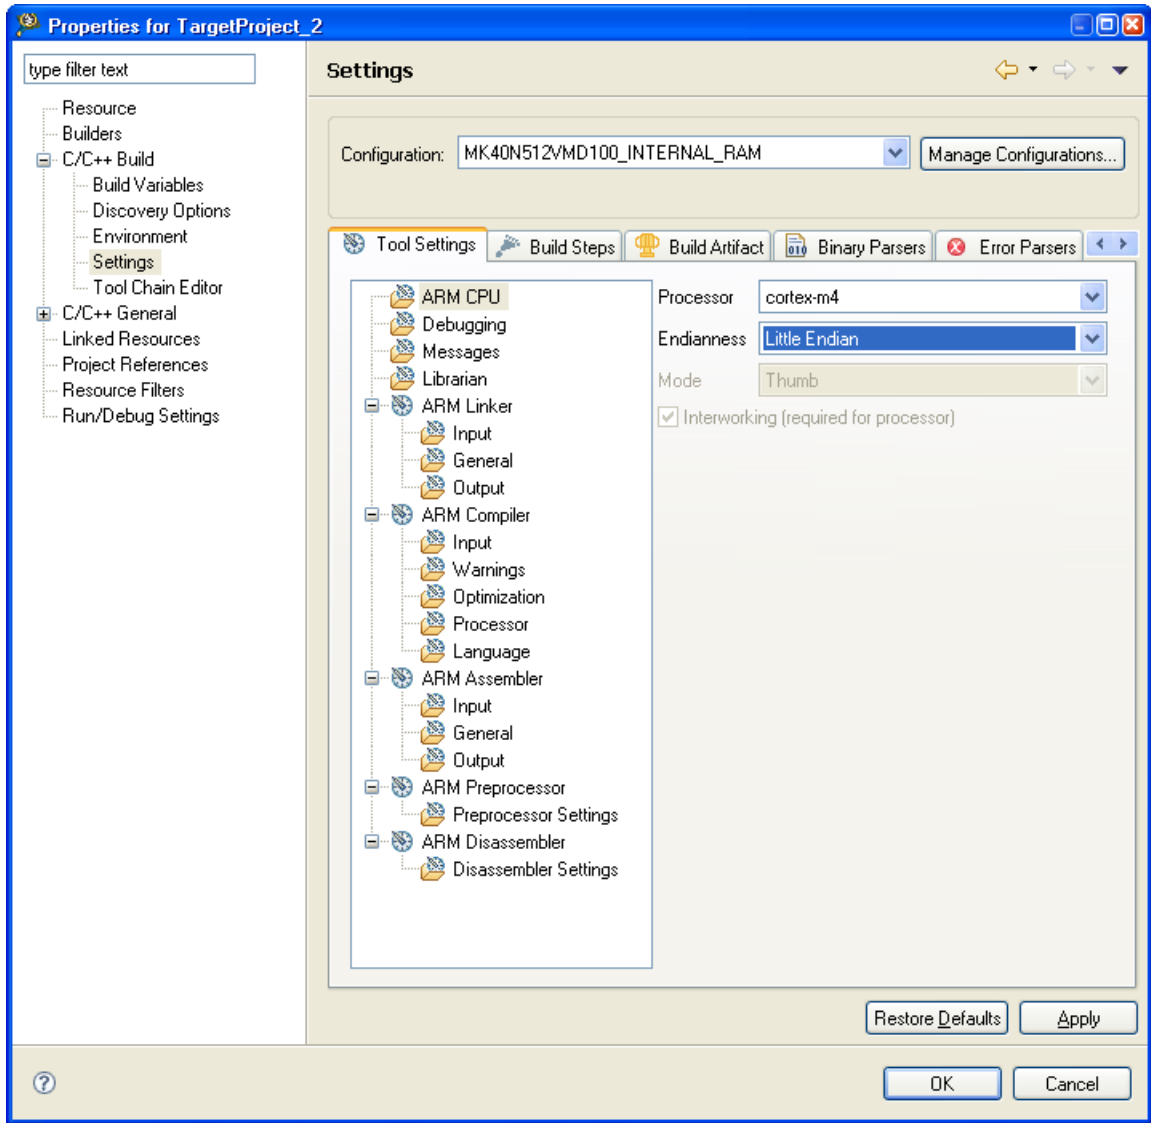 Properties for TargetProject_2
type filter text
Resource
Builders
C/C++ Build
Build Variables
Discovery Options
Environment
Settings
Tool Chain Editor
C/C++ General
Linked Resources
Project References
Resource Filters
Run/Debug Settings
Settings
Configuration: MK40N512VMD100_INTERNAL_RAM Manage Configurations...
Tool Settings Build Steps Build Artifact 010 Binary Parsers Error Parsers
ARM CPU
Debugging
Messages
Librarian
ARM Linker
Input
General
Output
ARM Compiler
Input
Warnings
Optimization
Processor
Language
ARM Assembler
Input
General
Output
ARM Preprocessor
Preprocessor Settings
ARM Disassembler
Disassembler Settings
Processor cortex-m4
Endianness Little Endian
Mode Thumb
Interworking (required for processor)
Restore Defaults Apply
? OK Cancel